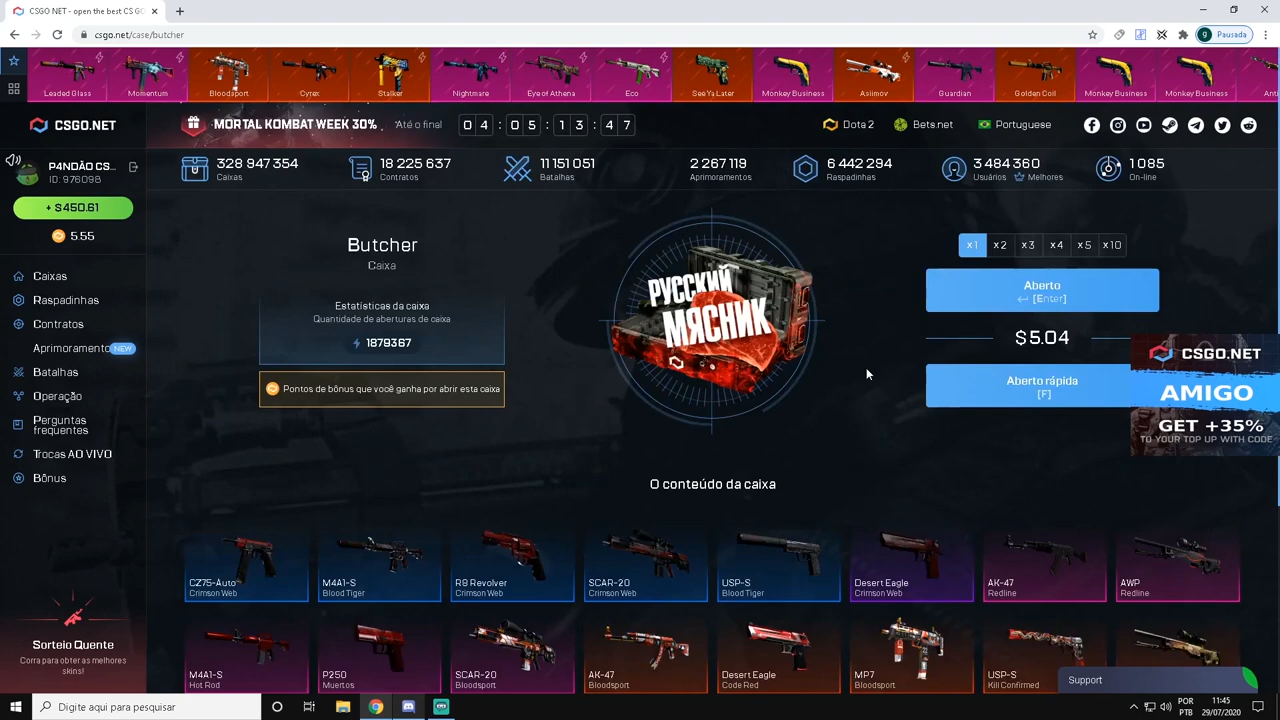 CSGO NET - open the best CS GO
csgo.net/case/butcher
Pausada
Leaded Glass
Momentum
Bloodsport
Cyrex
Stalker
Nightmare
Eye of Athena
Eco
See Ya Later
Monkey Business
Asiimov
Guardian
Golden Coil
Monkey Business
Monkey Business
CSGO.NET
MORTAL KOMBAT WEEK 30%
Até o final
04:05:13:47
Dota 2
Bets.net
Portuguese
P4NDÃO CS...
ID: 976098
328 947 354
Caixas
18 225 637
Contratos
11 151 051
Batalhas
2 267 119
Aprimoramentos
6 442 294
Raspadinhas
3 484 360
Usuários
Melhores
1 085
On-line
+ $450.61
5.55
Caixas
Raspadinhas
Contratos
Aprimoramento NEW
Batalhas
Operação
Perguntas
frequentes
Trocas AO VIVO
Bônus
Sorteio Quente
Corra para obter as melhores
skins!
Butcher
Caixa
Estatísticas da caixa
Quantidade de aberturas de caixa
1879367
Pontos de bônus que você ganha por abrir esta caixa
РУССКИЙ
МЯСНИК
x1 x2 x3 x4 x5 x10
Aberto
[Enter]
$5.04
Aberto rápida
[F]
CSGO.NET
AMIGO
GET +35%
TO YOUR TOP UP WITH CODE
O conteúdo da caixa
CZ75-Auto
Crimson Web
M4A1-S
Blood Tiger
R8 Revolver
Crimson Web
SCAR-20
Crimson Web
USP-S
Blood Tiger
Desert Eagle
Crimson Web
AK-47
Redline
AWP
Redline
M4A1-S
Hot Rod
P250
Muertos
SCAR-20
Bloodsport
AK-47
Bloodsport
Desert Eagle
Code Red
MP7
Bloodsport
USP-S
Kill Confirmed
Support
Digite aqui para pesquisar
POR
PTB
11:45
29/07/2020